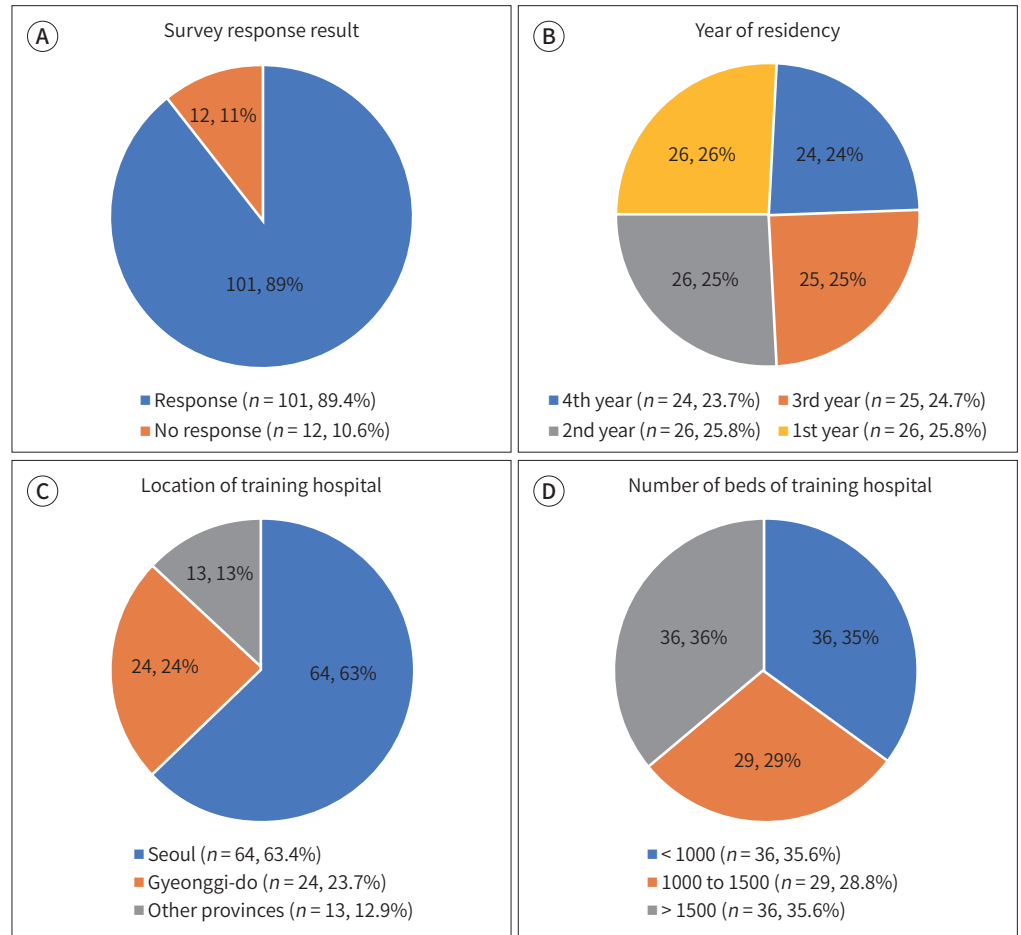 A
Survey response result
12, 11%
101, 89%
Response (n = 101, 89.4%)
No response (n = 12, 10.6%)
B
Year of residency
26, 26%
24, 24%
26, 25%
25, 25%
4th year (n = 24, 23.7%) 3rd year (n = 25, 24.7%)
2nd year (n = 26, 25.8%) 1st year (n = 26, 25.8%)
C
Location of training hospital
13, 13%
24, 24%
64, 63%
Seoul (n = 64, 63.4%)
Gyeonggi-do (n = 24, 23.7%)
Other provinces (n = 13, 12.9%)
D
Number of beds of training hospital
36, 36%
36, 35%
29, 29%
< 1000 (n = 36, 35.6%)
1000 to 1500 (n = 29, 28.8%)
> 1500 (n = 36, 35.6%)